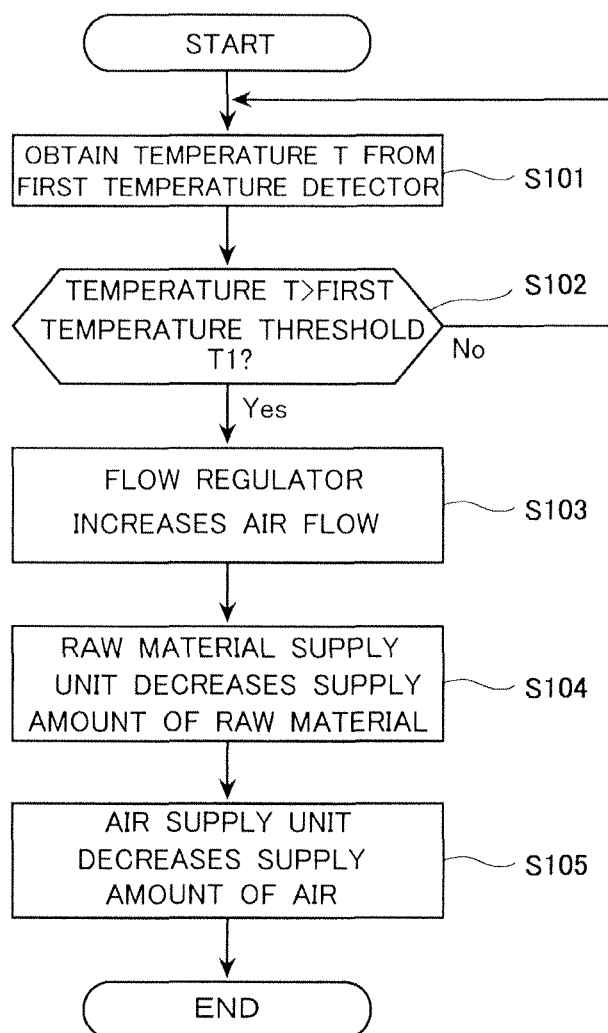 START
OBTAIN TEMPERATURE T FROM
FIRST TEMPERATURE DETECTOR
S101
TEMPERATURE T>FIRST
TEMPERATURE THRESHOLD
T1?
S102
No
Yes
FLOW REGULATOR
INCREASES AIR FLOW
S103
RAW MATERIAL SUPPLY
UNIT DECREASES SUPPLY
AMOUNT OF RAW MATERIAL
S104
AIR SUPPLY UNIT
DECREASES SUPPLY
AMOUNT OF AIR
S105
END